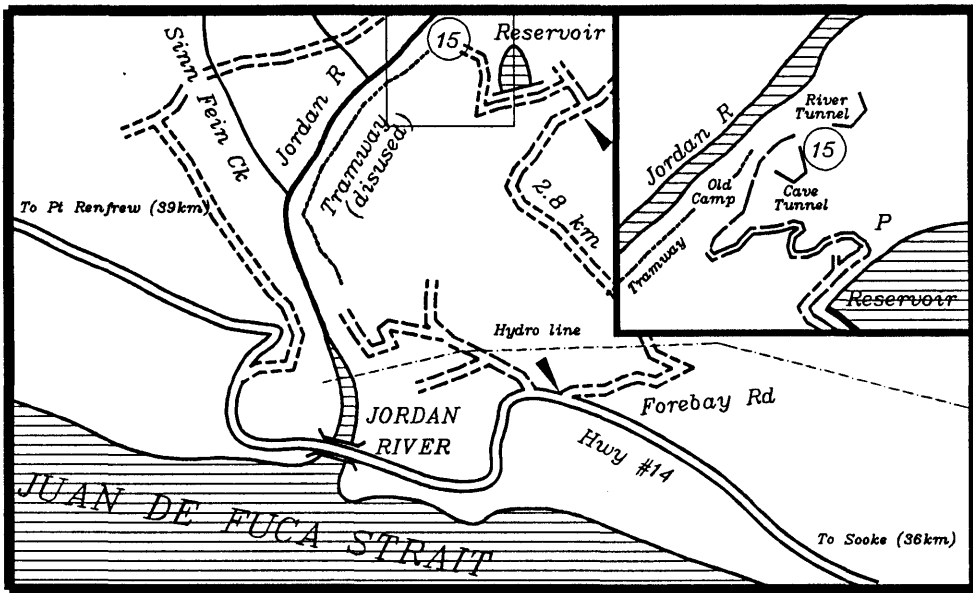 Sinn Fein Ck
Jordan R
Tramway
(disused)
15
Reservoir
2.8 km
To Pt Renfrew (39km)
Hydro line
JORDAN
RIVER
Forebay Rd
Hwy #14
To Sooke (36km)
JUAN DE FUCA STRAIT
Jordan R
River
Tunnel
15
Old
Camp
Cave
Tunnel
P
Tramway
Reservoir